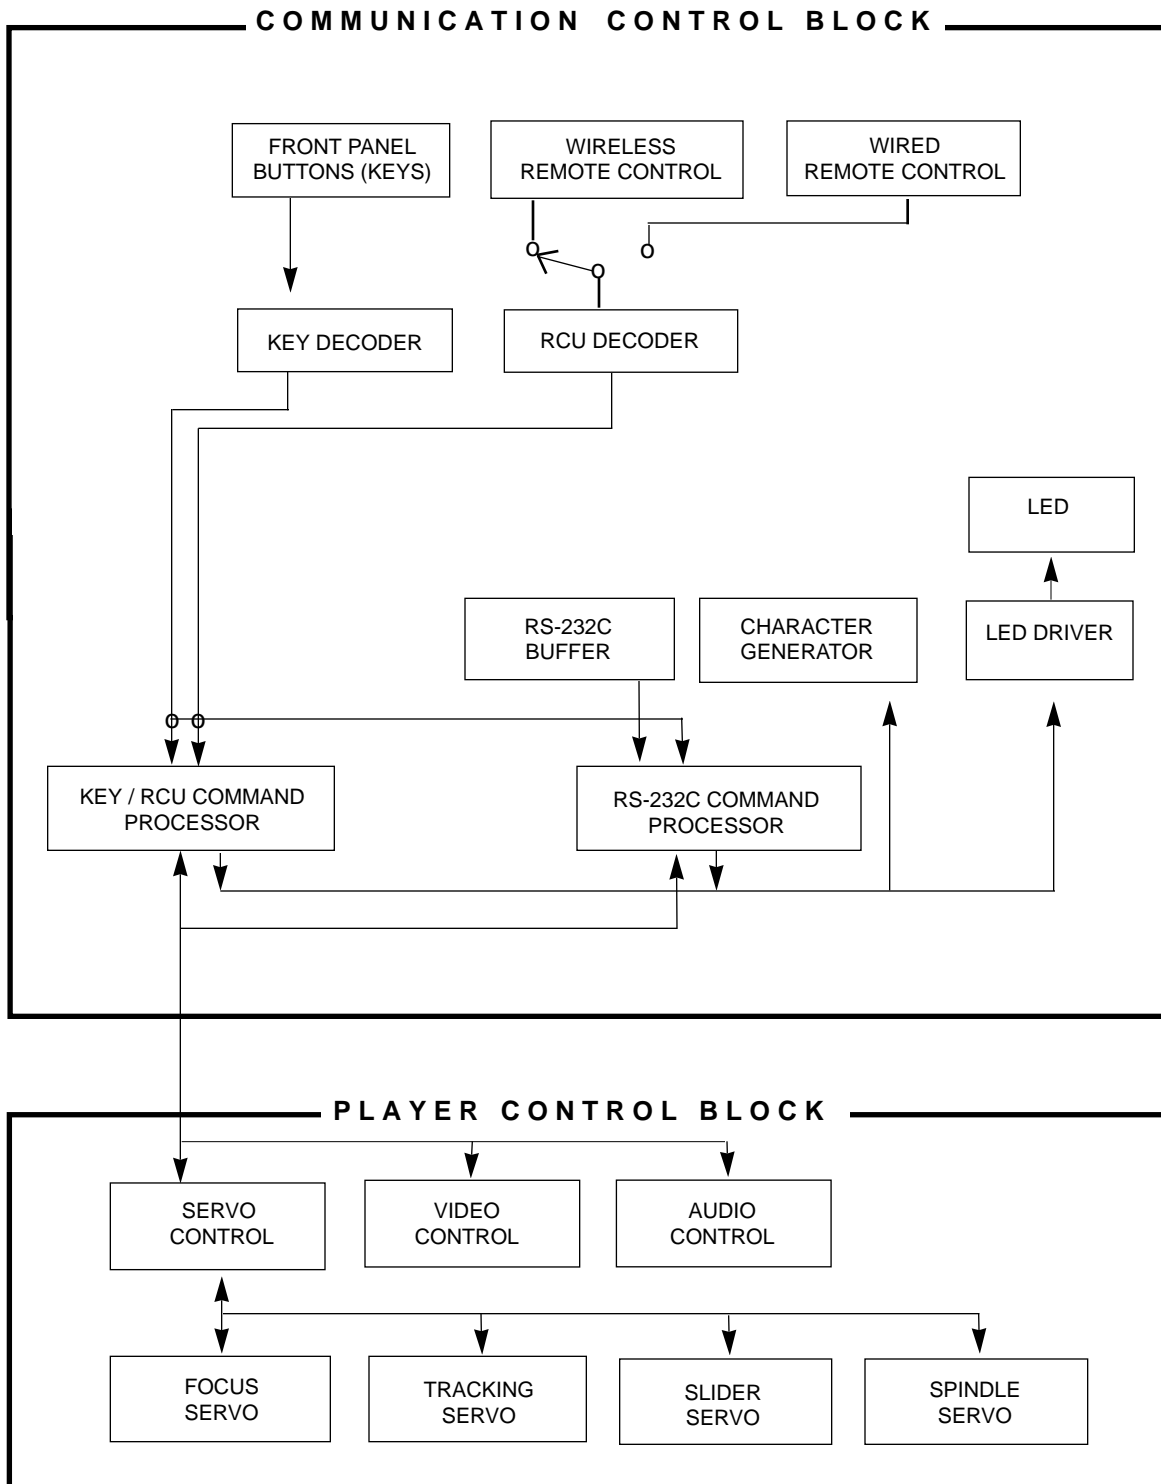 COMMUNICATION CONTROL BLOCK
FRONT PANEL
BUTTONS (KEYS)
WIRELESS
REMOTE CONTROL
WIRED
REMOTE CONTROL
KEY DECODER
RCU DECODER
LED
RS-232C
BUFFER
CHARACTER
GENERATOR
LED DRIVER
KEY / RCU COMMAND
PROCESSOR
RS-232C COMMAND
PROCESSOR
PLAYER CONTROL BLOCK
SERVO
CONTROL
VIDEO
CONTROL
AUDIO
CONTROL
FOCUS
SERVO
TRACKING
SERVO
SLIDER
SERVO
SPINDLE
SERVO